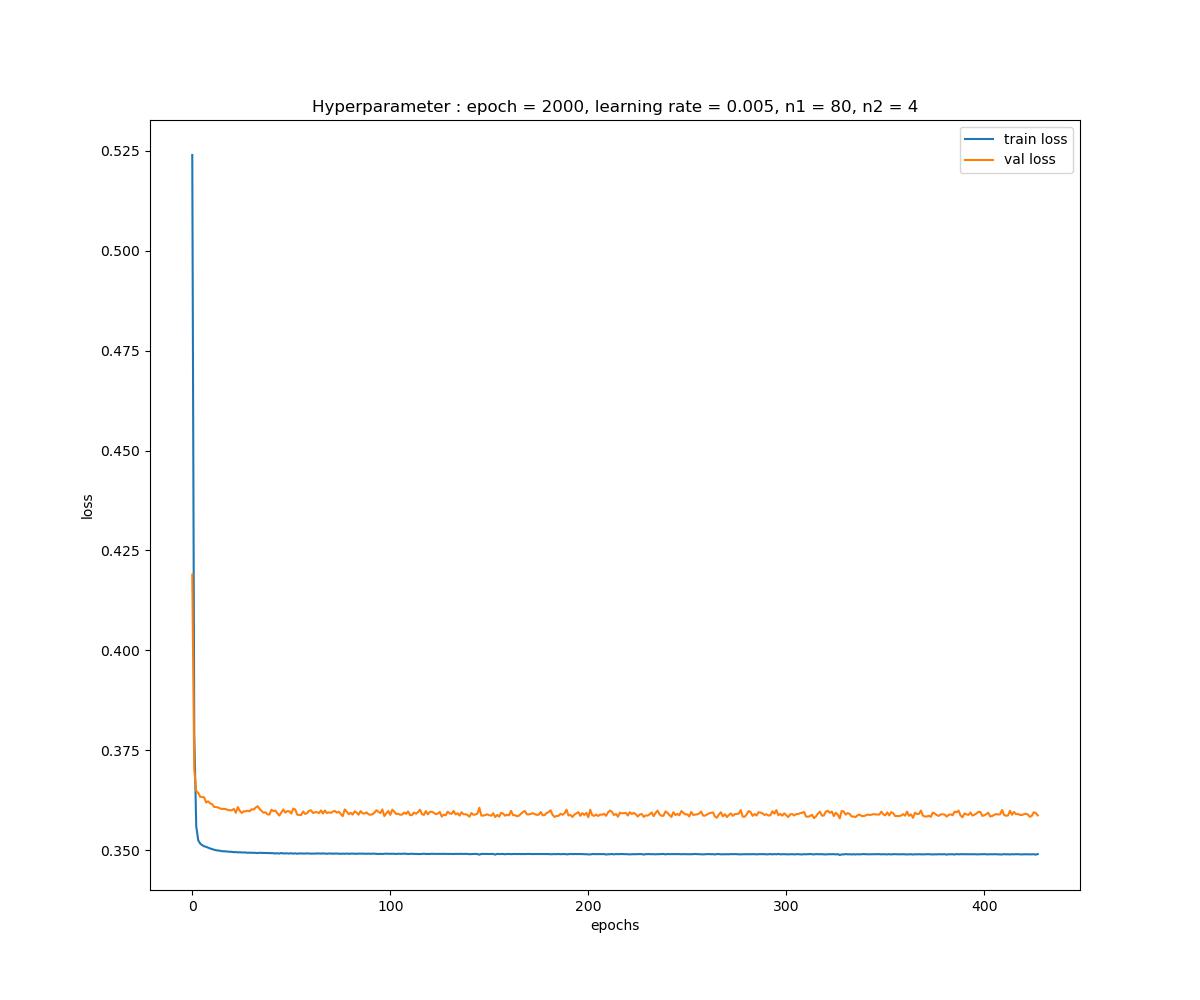 Hyperparameter : epoch = 2000, learning rate = 0.005, n1 = 80, n2 = 4
train loss
val loss
0.525
0.500
0.475
0.450
0.425
0.400
0.375
0.350
loss
0 100 200 300 400
epochs